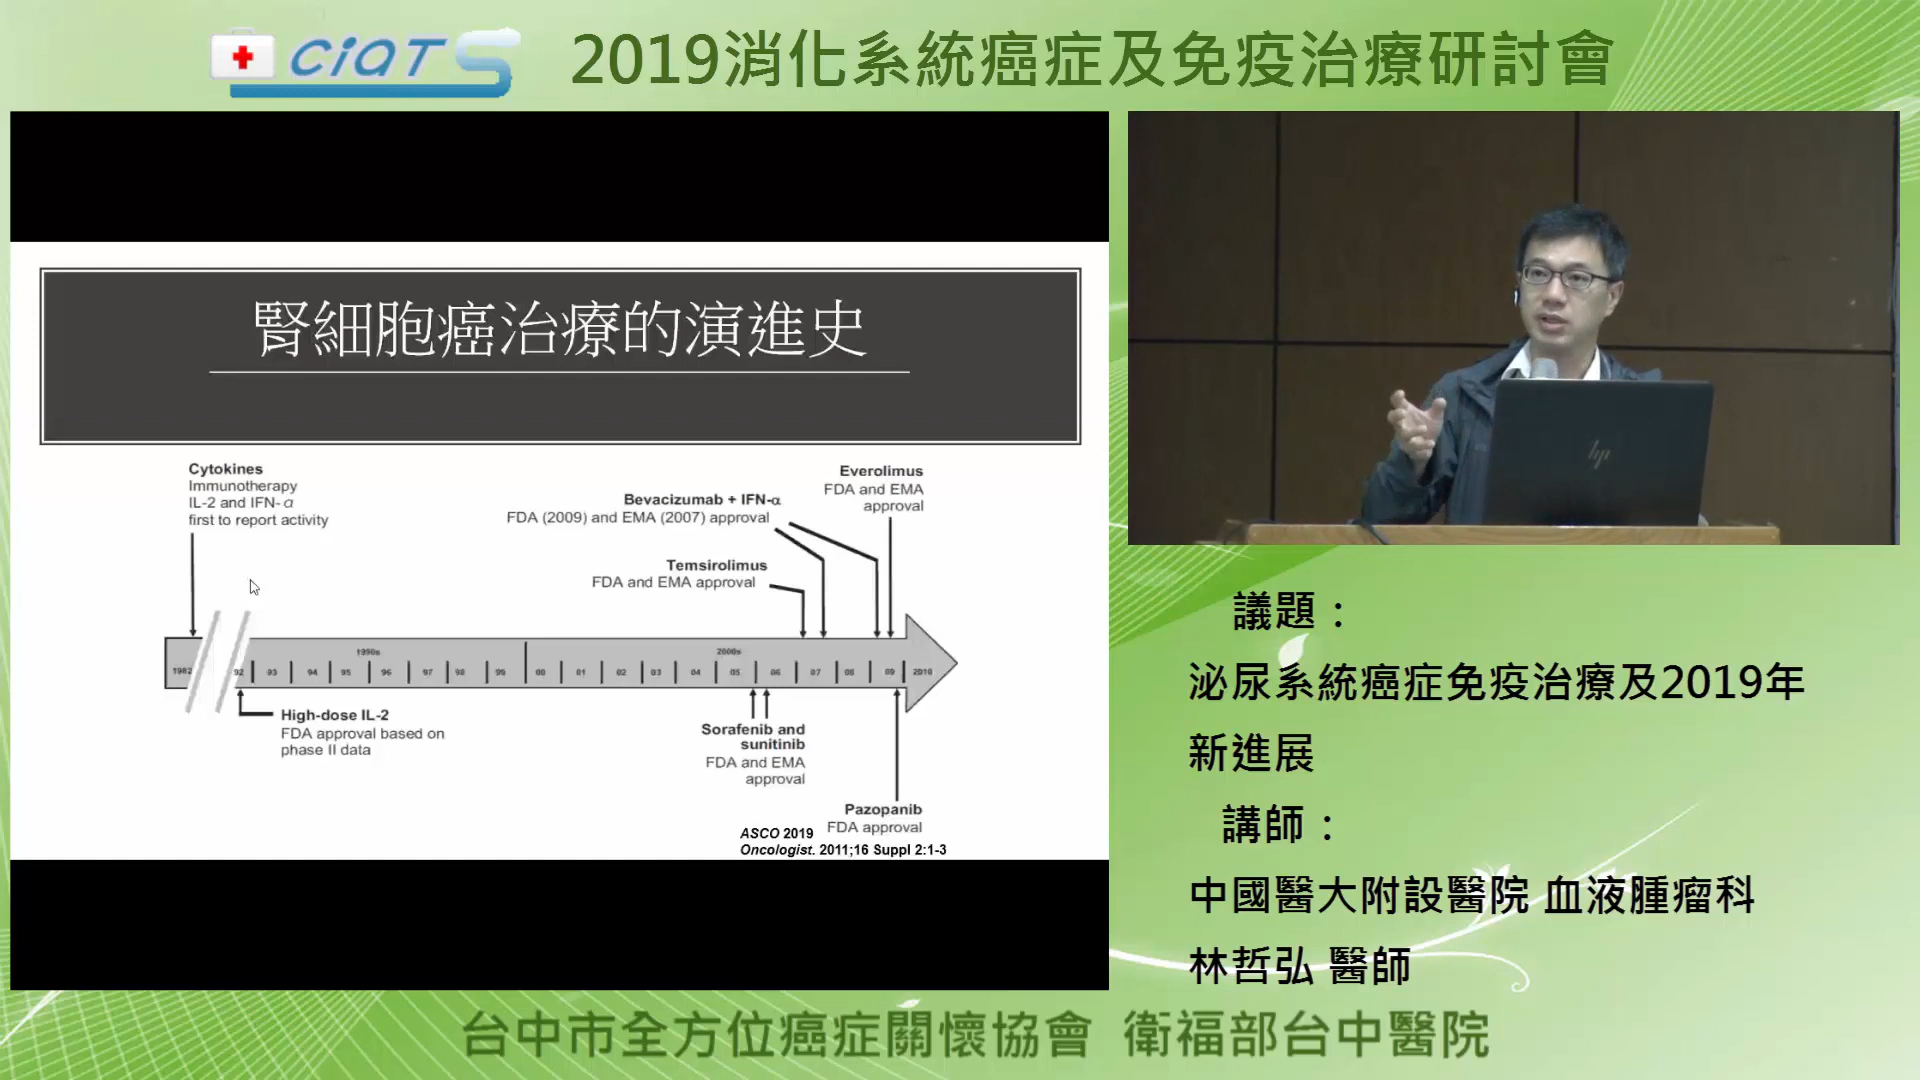 CIATS
2019消化系統癌症及免疫治療研討會
腎細胞癌治療的演進史
Cytokines
Immunotherapy
IL-2 and IFN-α
first to report activity
Bevacizumab + IFN-α
FDA (2009) and EMA (2007) approval
Everolimus
FDA and EMA
approval
Temsirolimus
FDA and EMA approval
1990s
2000s
1982 92 93 94 95 96 97 98 99 00 01 02 03 04 05 06 07 08 09 2010
High-dose IL-2
FDA approval based on
phase II data
Sorafenib and
sunitinib
FDA and EMA
approval
Pazopanib
FDA approval
ASCO 2019
Oncologist. 2011;16 Suppl 2:1-3
hp
議題：
泌尿系統癌症免疫治療及2019年
新進展
講師：
中國醫大附設醫院 血液腫瘤科
林哲弘 醫師
台中市全方位癌症關懷協會 衛福部台中醫院